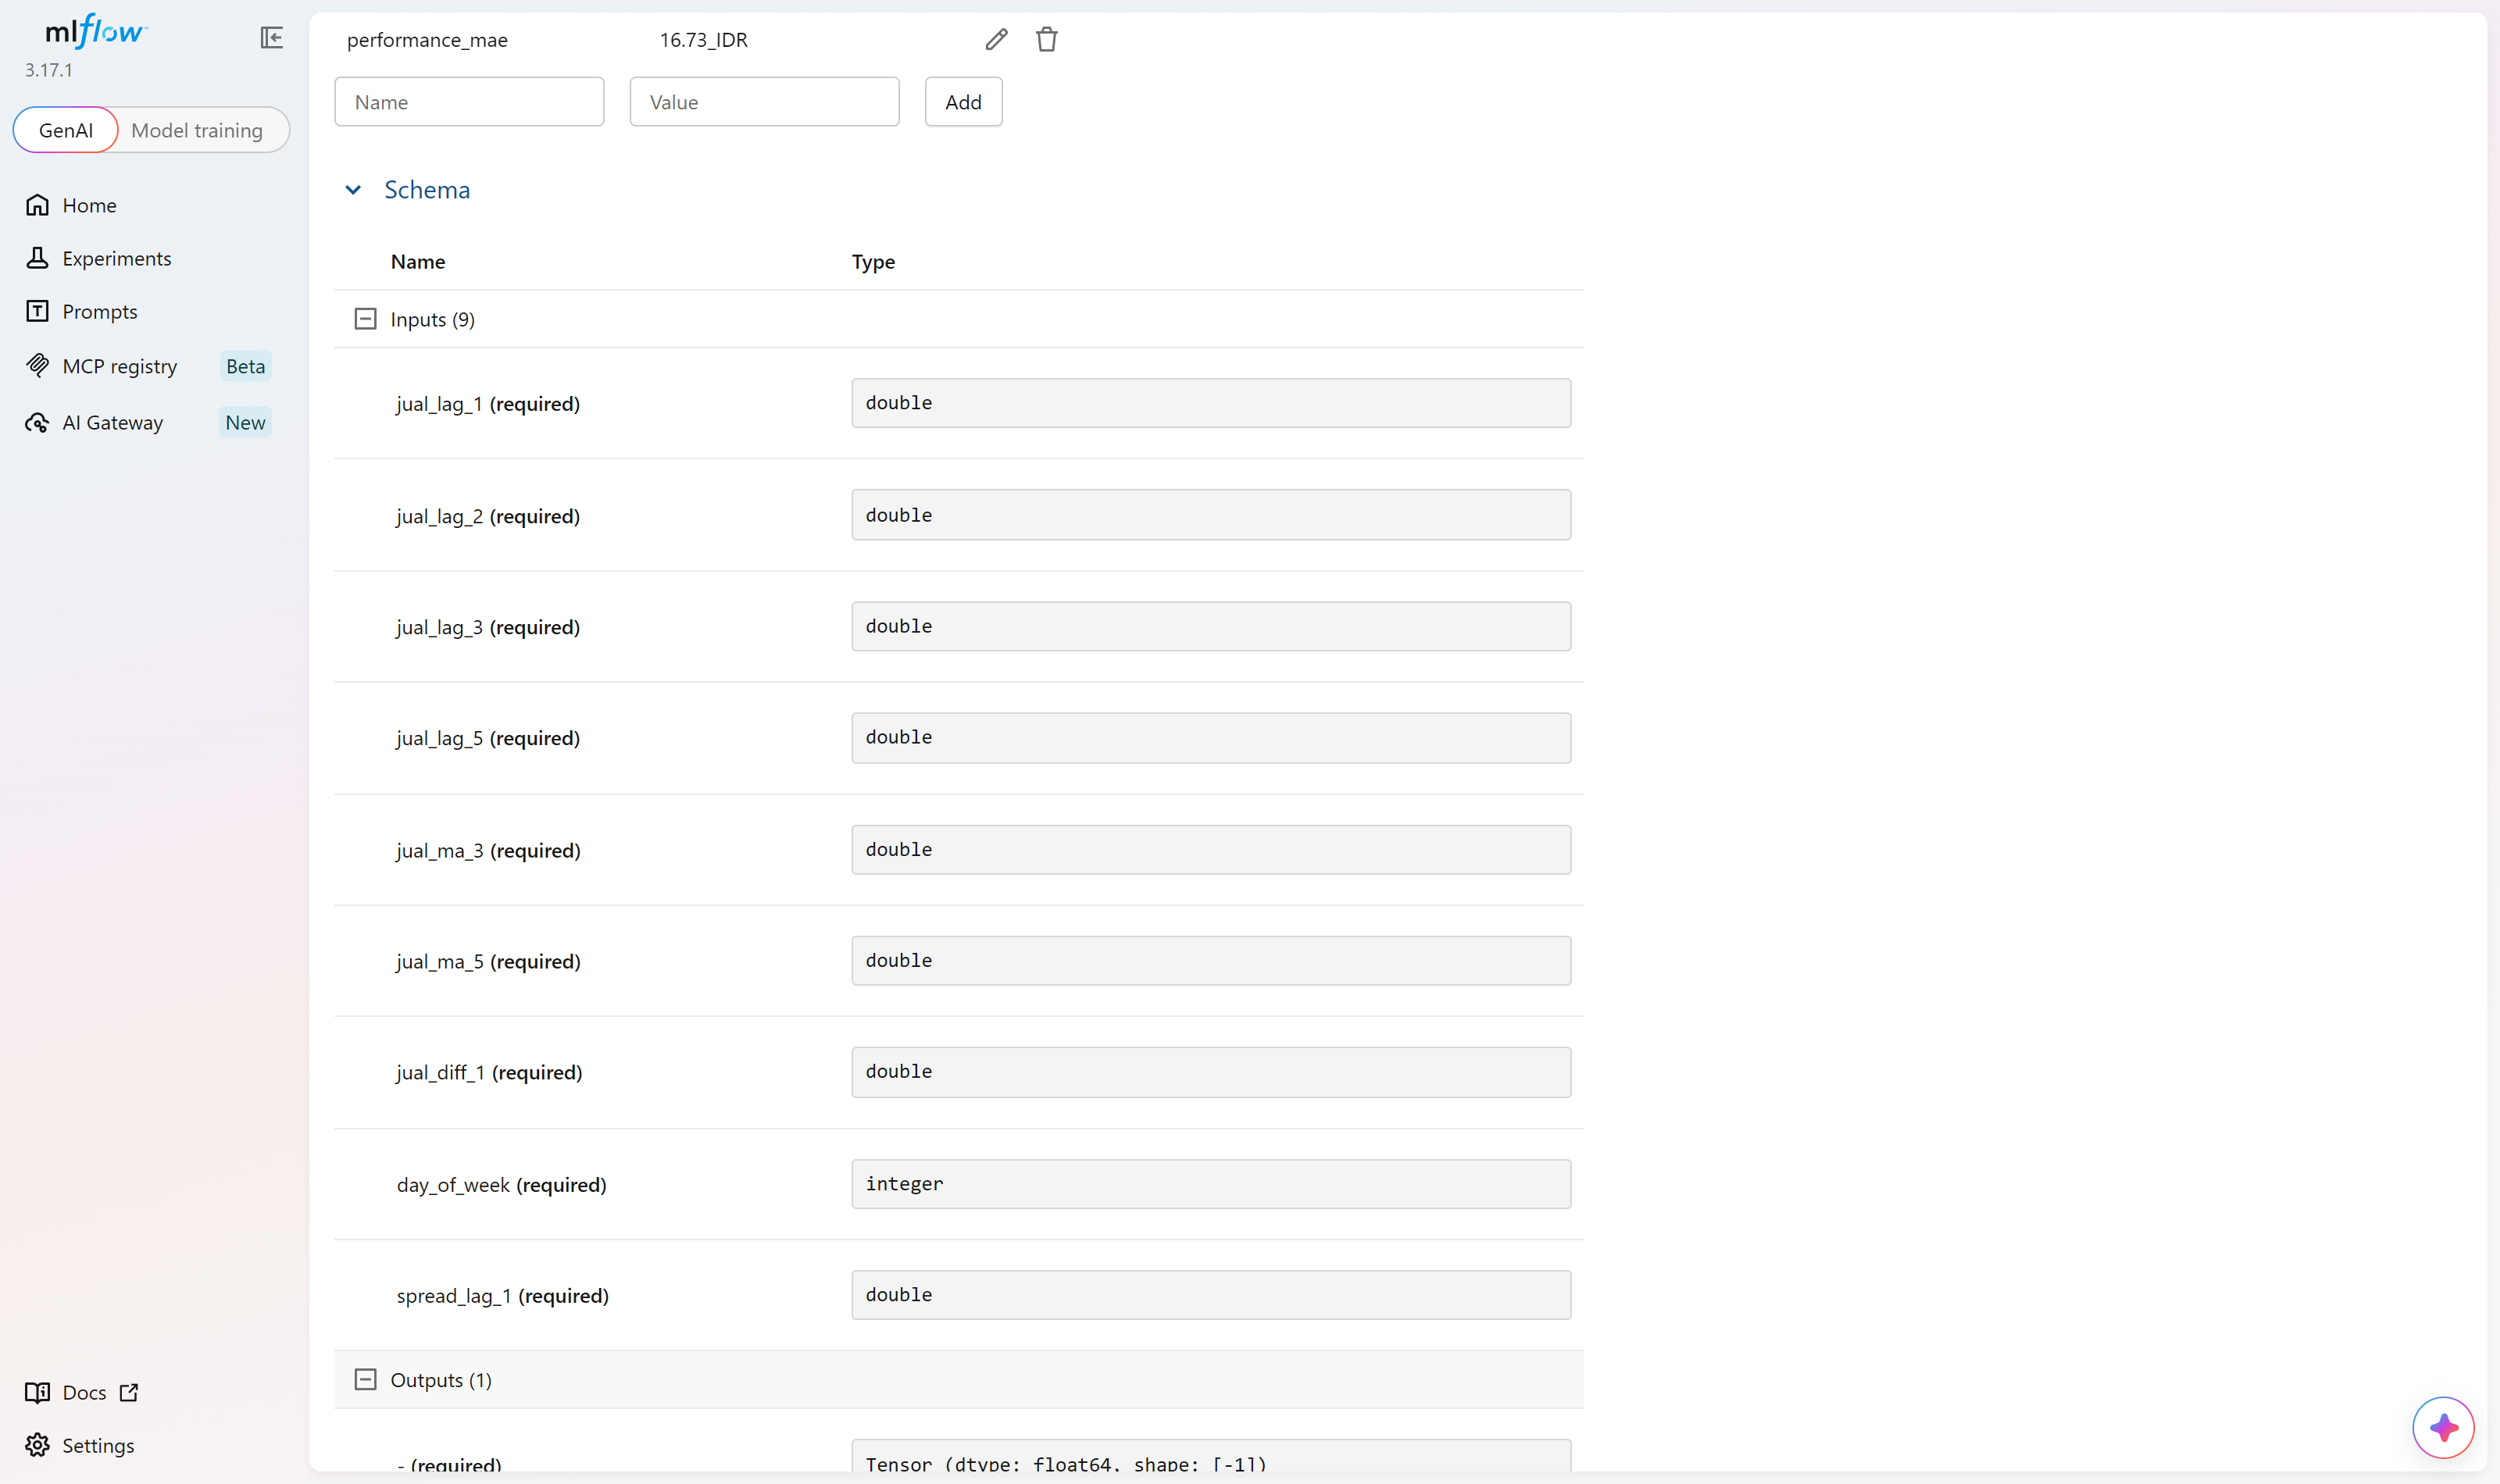 mlflow
3.17.1
GenAI
Model training
Home
Experiments
Prompts
MCP registry Beta
AI Gateway New
Docs
Settings
performance_mae 16.73_IDR
Name Value Add
Schema
Name Type
Inputs (9)
jual_lag_1 (required) double
jual_lag_2 (required) double
jual_lag_3 (required) double
jual_lag_5 (required) double
jual_ma_3 (required) double
jual_ma_5 (required) double
jual_diff_1 (required) double
day_of_week (required) integer
spread_lag_1 (required) double
Outputs (1)
- (required) Tensor (dtype: float64, shape: [-1])